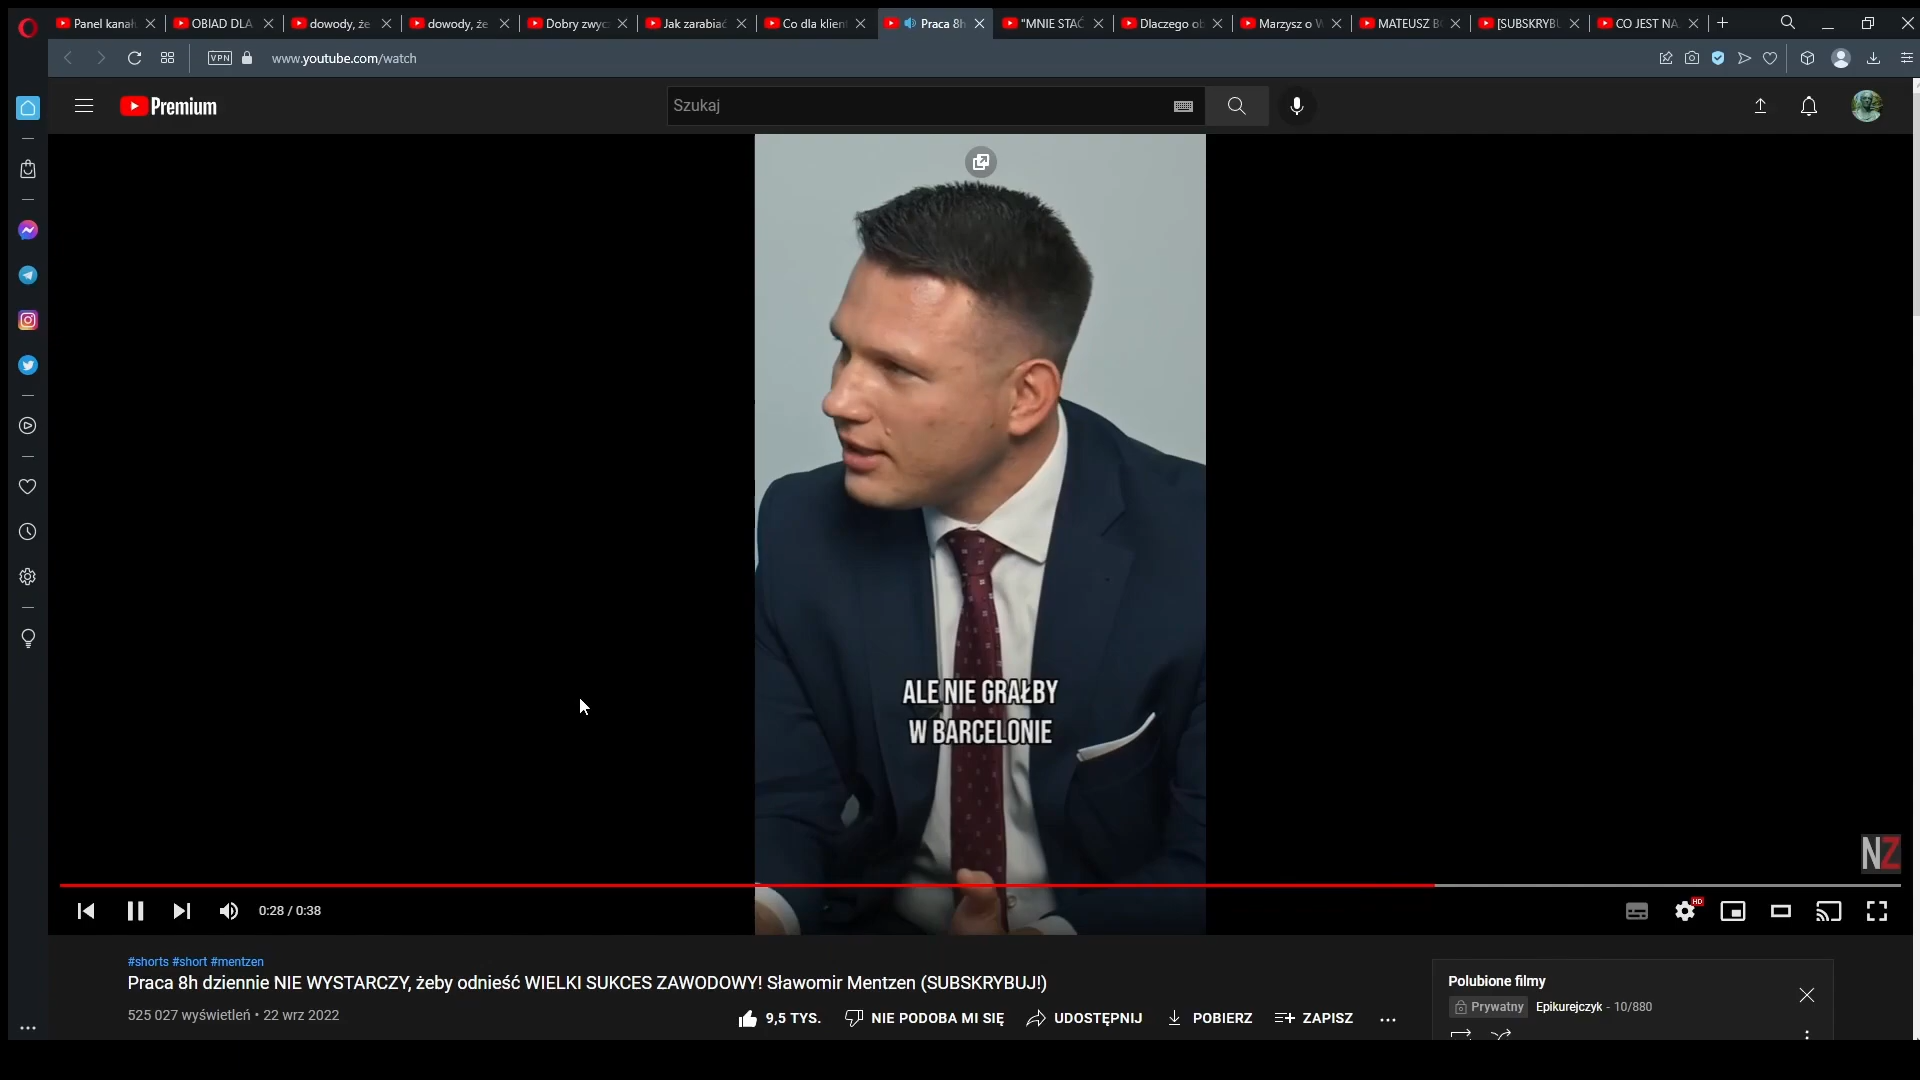 Panel kanał
OBIAD DLA
dowody, że
dowody, że
Dobry zwyc
Jak zarabiać
Co dla klien
Praca 8h
"MNIE STAĆ
Dlaczego ob
Marzysz o W
MATEUSZ B
[SUBSKRYBU
CO JEST NA
VPN
www.youtube.com/watch
Premium
Szukaj
ALE NIE GRAŁBY
W BARCELONIE
NZ
0:28 / 0:38
HD
#shorts #short #mentzen
Praca 8h dziennie NIE WYSTARCZY, żeby odnieść WIELKI SUKCES ZAWODOWY! Sławomir Mentzen (SUBSKRYBUJ!)
525 027 wyświetleń • 22 wrz 2022
9,5 TYS.
NIE PODOBA MI SIĘ
UDOSTĘPNIJ
POBIERZ
ZAPISZ
Polubione filmy
Prywatny
Epikurejczyk - 10/880